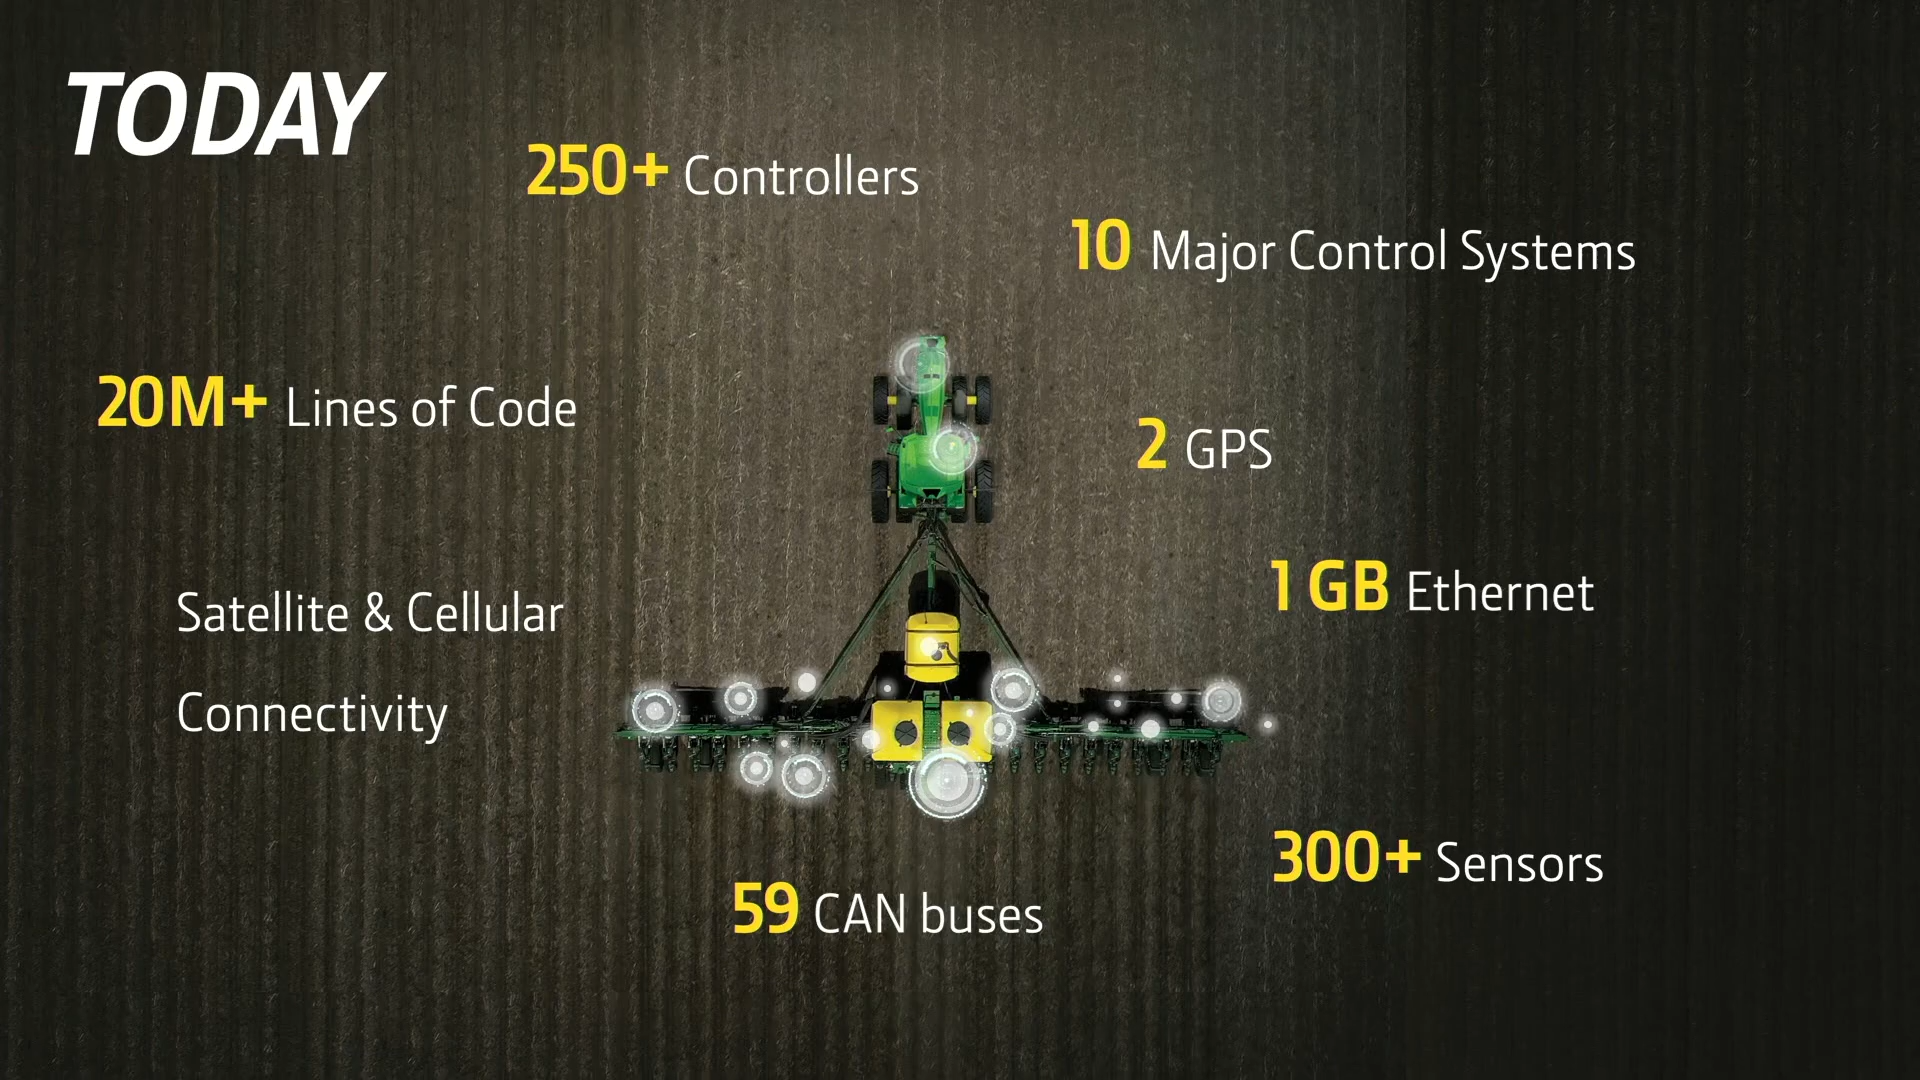 TODAY
250+ Controllers
10 Major Control Systems
20M+ Lines of Code
2 GPS
1 GB Ethernet
Satellite & Cellular
Connectivity
300+ Sensors
59 CAN buses